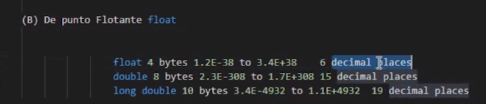 (B) De punto Flotante float
float 4 bytes 1.2E-38 to 3.4E+38 6 decimal places
double 8 bytes 2.3E-308 to 1.7E+308 15 decimal places
long double 10 bytes 3.4E-4932 to 1.1E+4932 19 decimal places